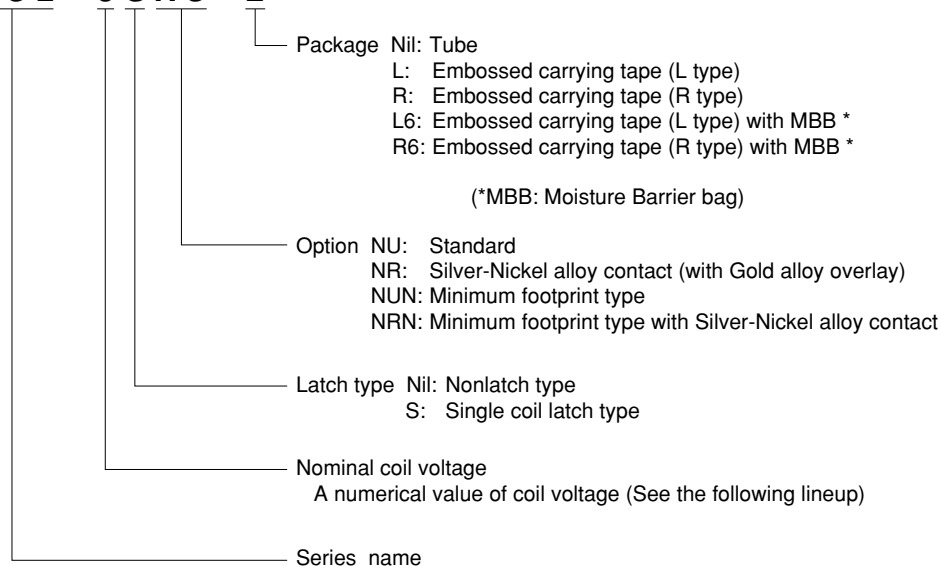 Package Nil: Tube
L: Embossed carrying tape (L type)
R: Embossed carrying tape (R type)
L6: Embossed carrying tape (L type) with MBB *
R6: Embossed carrying tape (R type) with MBB *
(*MBB: Moisture Barrier bag)
Option NU: Standard
NR: Silver-Nickel alloy contact (with Gold alloy overlay)
NUN: Minimum footprint type
NRN: Minimum footprint type with Silver-Nickel alloy contact
Latch type Nil: Nonlatch type
S: Single coil latch type
Nominal coil voltage
A numerical value of coil voltage (See the following lineup)
Series name